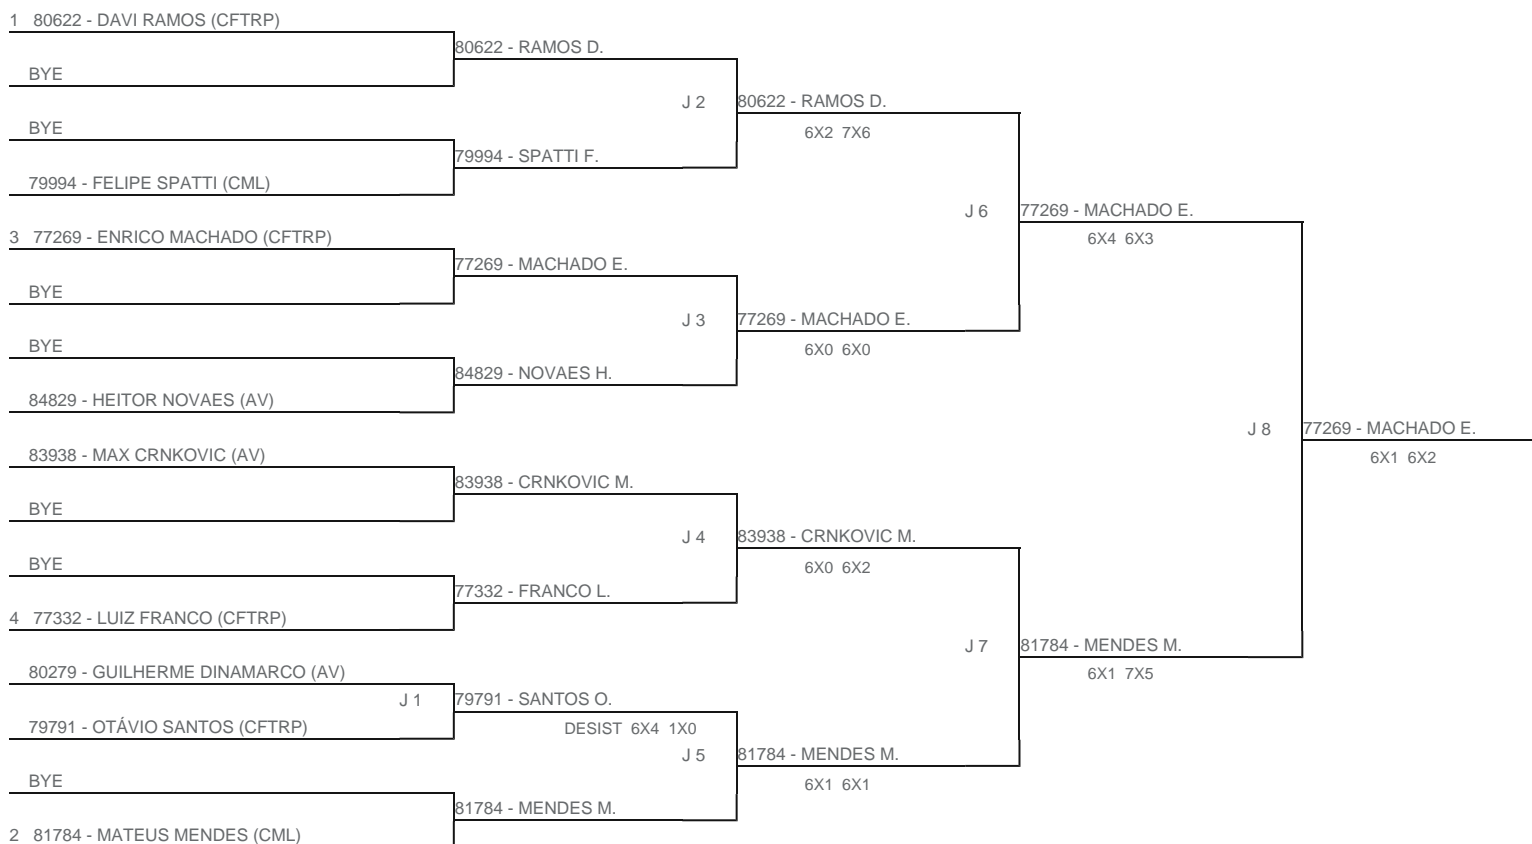 1 80622 - DAVI RAMOS (CFTRP)
80622 - RAMOS D.
BYE
J 2
80622 - RAMOS D.
BYE
6X2 7X6
79994 - SPATTI F.
79994 - FELIPE SPATTI (CML)
J 6
77269 - MACHADO E.
3 77269 - ENRICO MACHADO (CFTRP)
6X4 6X3
77269 - MACHADO E.
BYE
J 3
77269 - MACHADO E.
BYE
6X0 6X0
84829 - NOVAES H.
84829 - HEITOR NOVAES (AV)
J 8
77269 - MACHADO E.
83938 - MAX CRNKOVIC (AV)
6X1 6X2
83938 - CRNKOVIC M.
BYE
J 4
83938 - CRNKOVIC M.
BYE
6X0 6X2
77332 - FRANCO L.
4 77332 - LUIZ FRANCO (CFTRP)
J 7
81784 - MENDES M.
80279 - GUILHERME DINAMARCO (AV)
6X1 7X5
J 1
79791 - SANTOS O.
79791 - OTÁVIO SANTOS (CFTRP)
DESIST 6X4 1X0
J 5
81784 - MENDES M.
BYE
6X1 6X1
81784 - MENDES M.
2 81784 - MATEUS MENDES (CML)